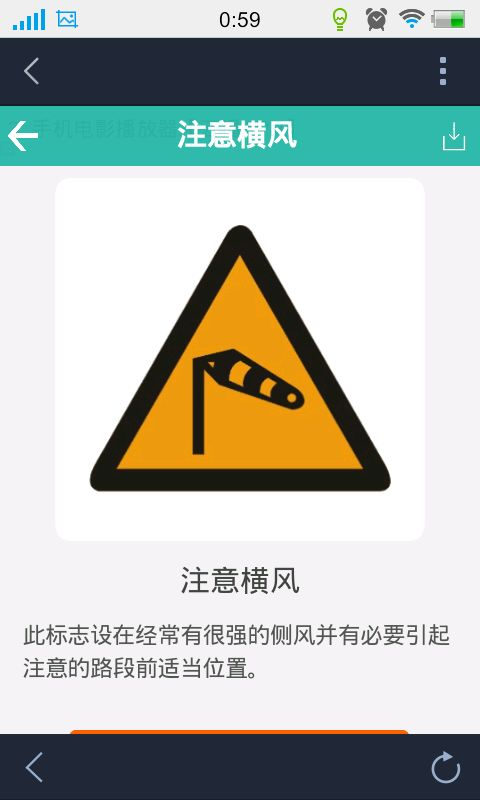 0:59
手机电影播放器
注意横风
注意横风
此标志设在经常有很强的侧风并有必要引起
注意的路段前适当位置。